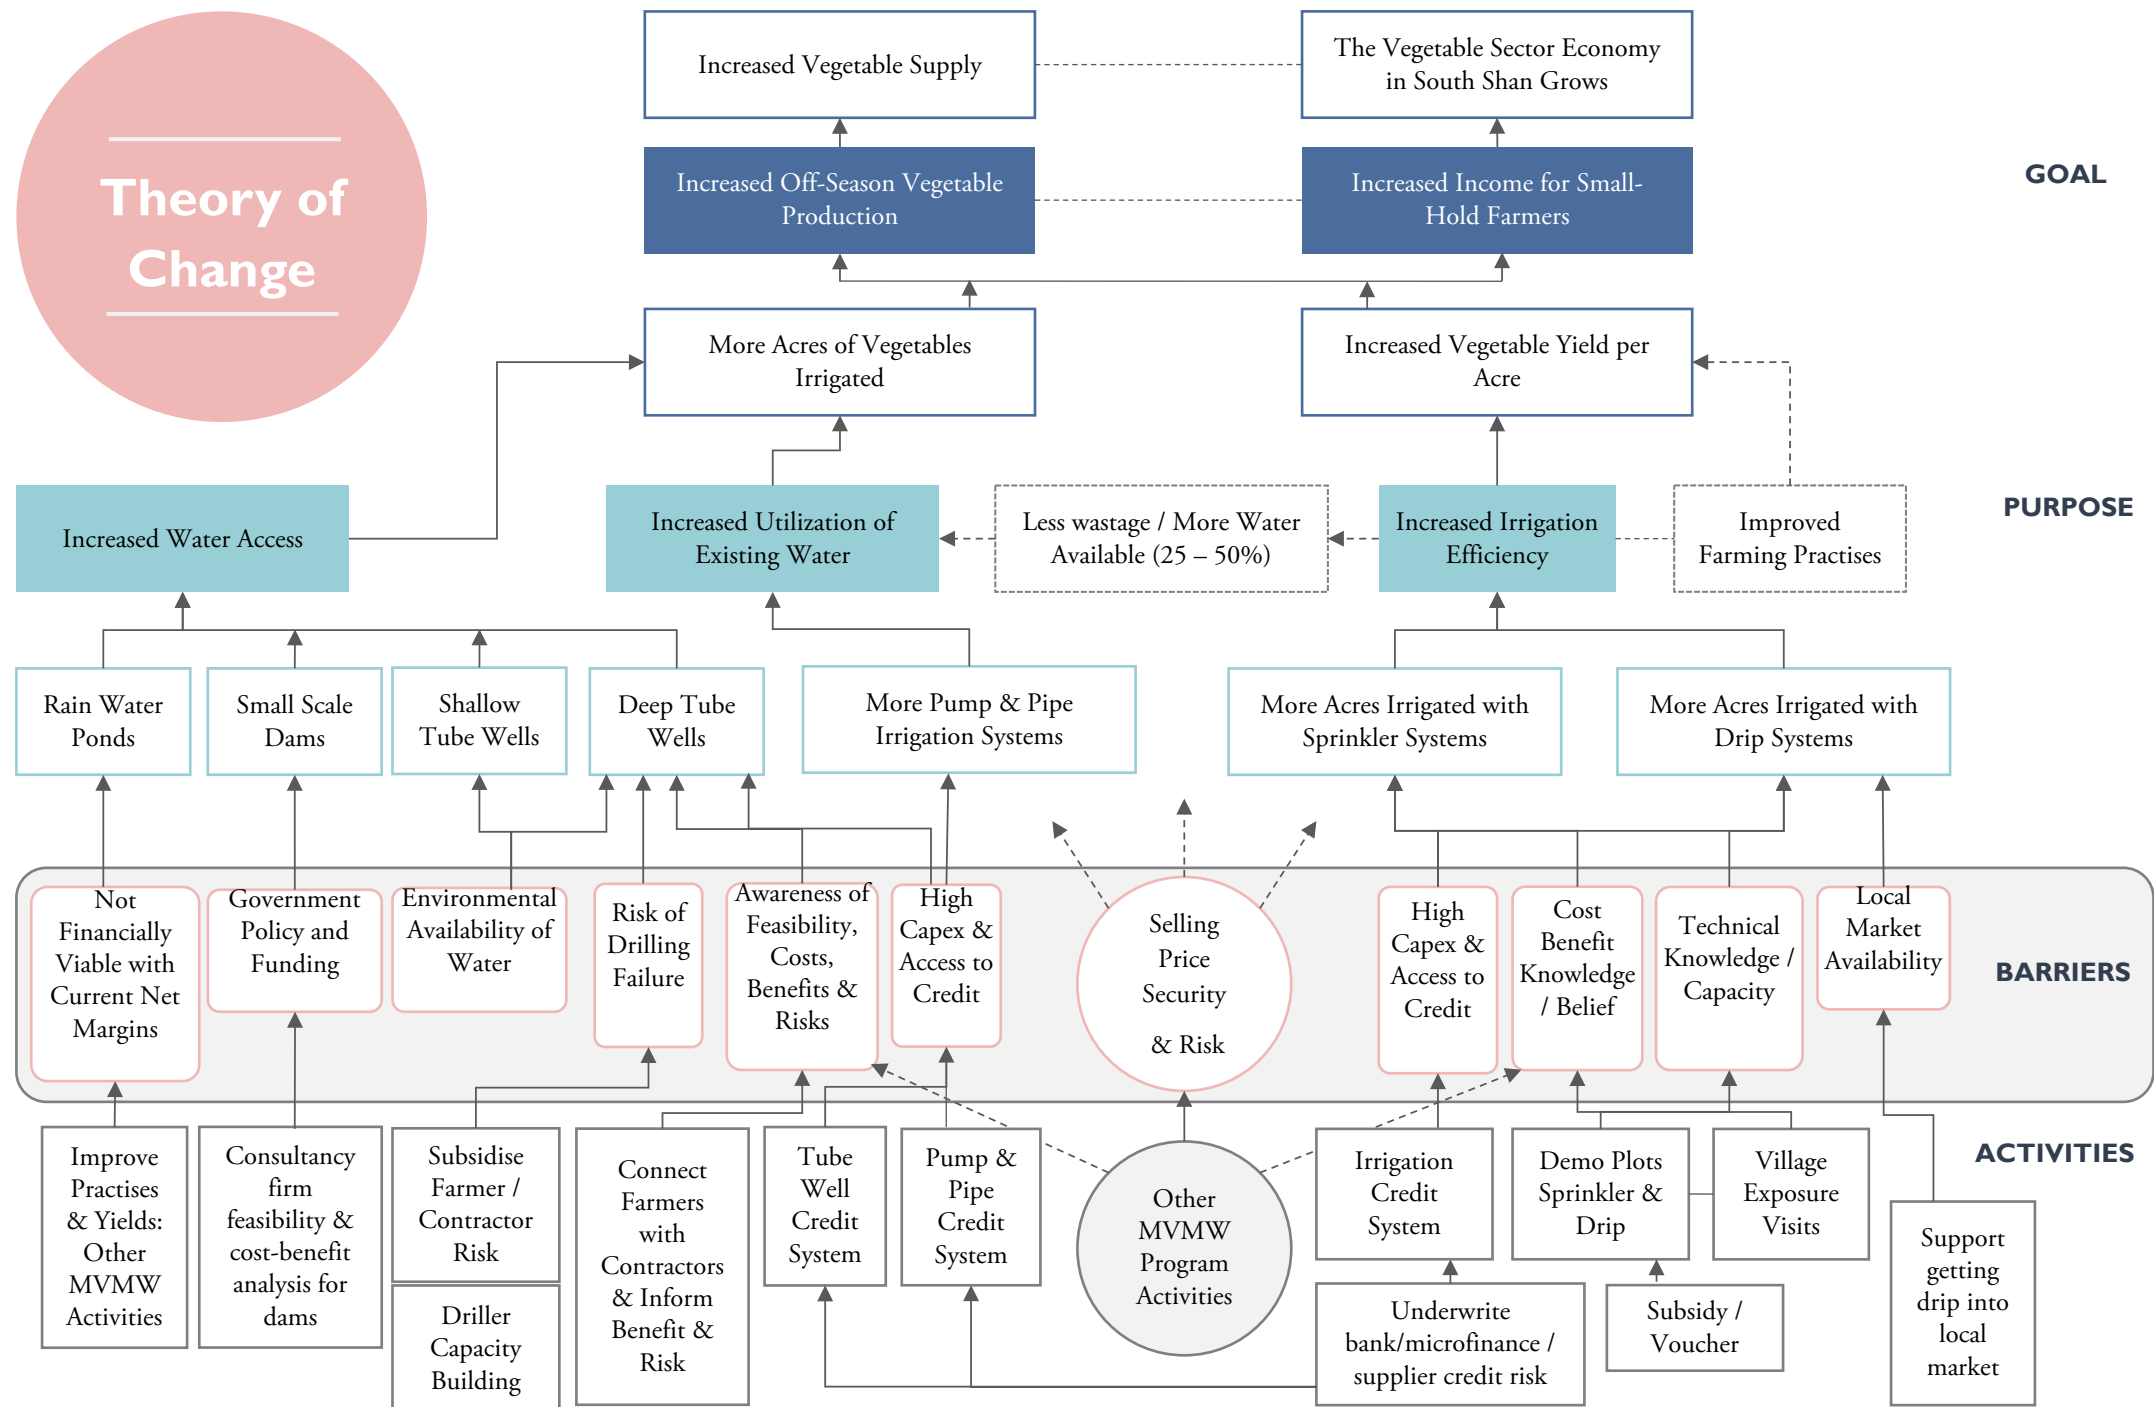 Theory of
Change
Increased Vegetable Supply
The Vegetable Sector Economy
in South Shan Grows
Increased Off-Season Vegetable
Production
Increased Income for Small-
Hold Farmers
GOAL
More Acres of Vegetables
Irrigated
Increased Vegetable Yield per
Acre
Increased Water Access
Increased Utilization of
Existing Water
Less wastage / More Water
Available (25 – 50%)
Increased Irrigation
Efficiency
Improved
Farming Practises
PURPOSE
Rain Water
Ponds
Small Scale
Dams
Shallow
Tube Wells
Deep Tube
Wells
More Pump & Pipe
Irrigation Systems
More Acres Irrigated with
Sprinkler Systems
More Acres Irrigated with
Drip Systems
Not
Financially
Viable with
Current Net
Margins
Government
Policy and
Funding
Environmental
Availability of
Water
Risk of
Drilling
Failure
Awareness of
Feasibility,
Costs,
Benefits &
Risks
High
Capex &
Access to
Credit
Selling
Price
Security
& Risk
High
Capex &
Access to
Credit
Cost
Benefit
Knowledge
/ Belief
Technical
Knowledge /
Capacity
Local
Market
Availability
BARRIERS
Improve
Practises
& Yields:
Other
MVMW
Activities
Consultancy
firm
feasibility &
cost-benefit
analysis for
dams
Subsidise
Farmer /
Contractor
Risk
Driller
Capacity
Building
Connect
Farmers
with
Contractors
& Inform
Benefit &
Risk
Tube
Well
Credit
System
Pump &
Pipe
Credit
System
Other
MVMW
Program
Activities
Irrigation
Credit
System
Underwrite
bank/microfinance /
supplier credit risk
Demo Plots
Sprinkler &
Drip
Subsidy /
Voucher
Village
Exposure
Visits
Support
getting
drip into
local
market
ACTIVITIES